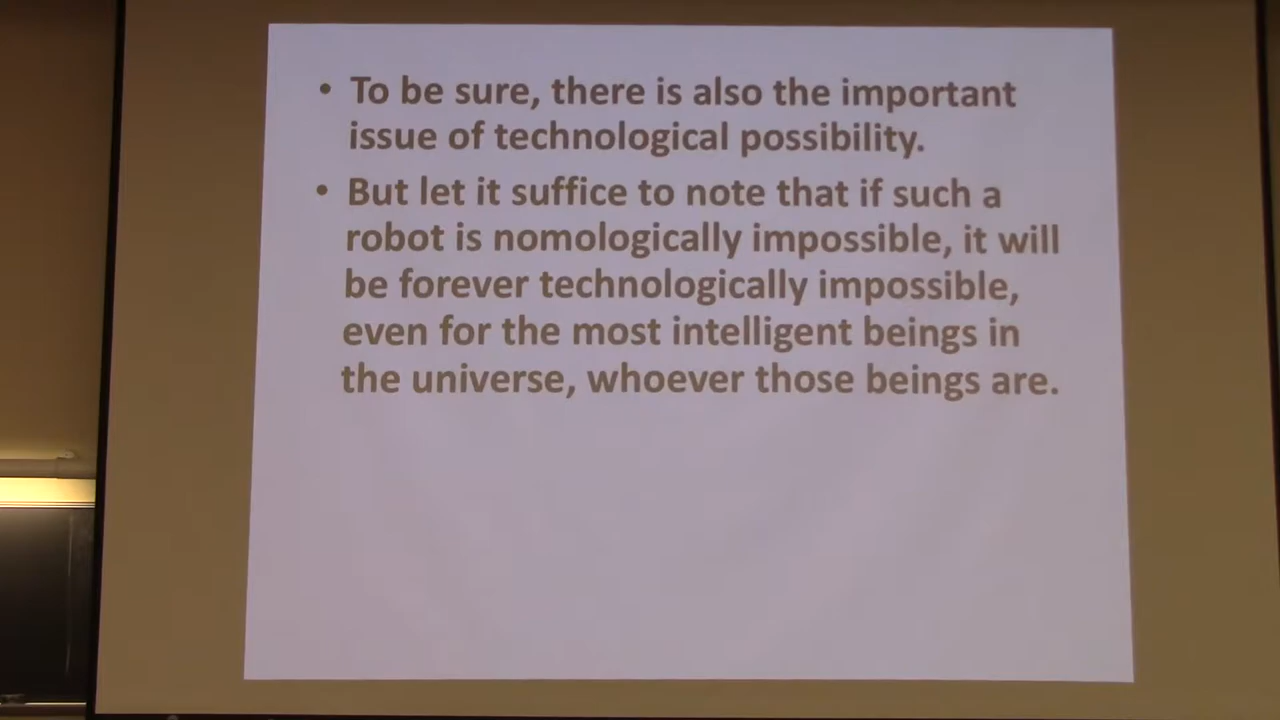 • To be sure, there is also the important
issue of technological possibility.
• But let it suffice to note that if such a
robot is nomologically impossible, it will
be forever technologically impossible,
even for the most intelligent beings in
the universe, whoever those beings are.